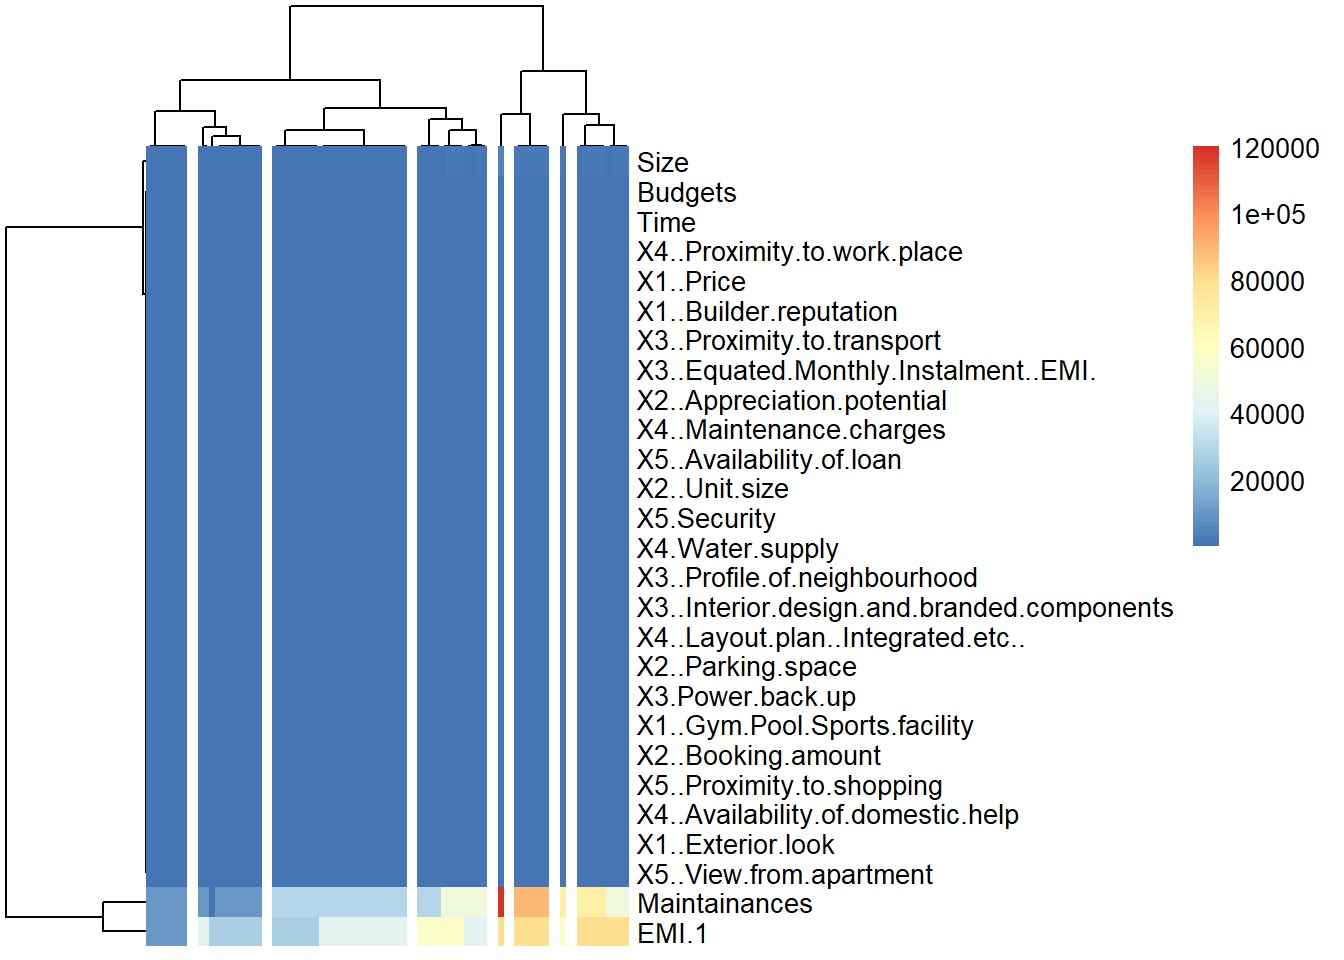 Size
Budgets
Time
X4..Proximity.to.work.place
X1..Price
X1..Builder.reputation
X3..Proximity.to.transport
X3..Equated.Monthly.Instalment..EMI.
X2..Appreciation.potential
X4..Maintenance.charges
X5..Availability.of.loan
X2..Unit.size
X5.Security
X4.Water.supply
X3..Profile.of.neighbourhood
X3..Interior.design.and.branded.components
X4..Layout.plan..Integrated.etc..
X2..Parking.space
X3.Power.back.up
X1..Gym.Pool.Sports.facility
X2..Booking.amount
X5..Proximity.to.shopping
X4..Availability.of.domestic.help
X1..Exterior.look
X5..View.from.apartment
Maintainances
EMI.1
120000
1e+05
80000
60000
40000
20000